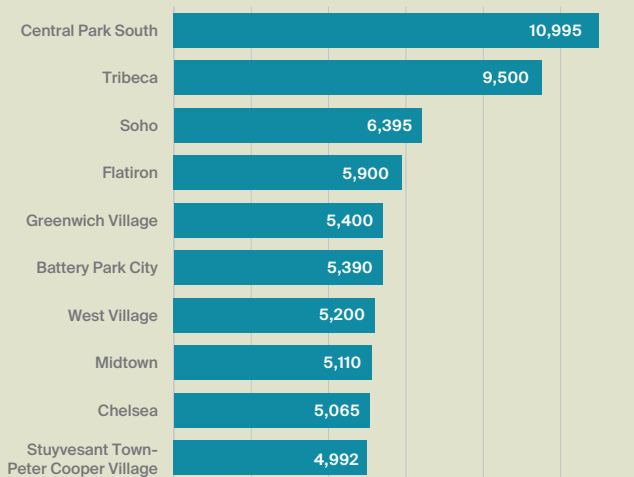 Central Park South 10,995
Tribeca 9,500
Soho 6,395
Flatiron 5,900
Greenwich Village 5,400
Battery Park City 5,390
West Village 5,200
Midtown 5,110
Chelsea 5,065
Stuyvesant Town-
Peter Cooper Village 4,992